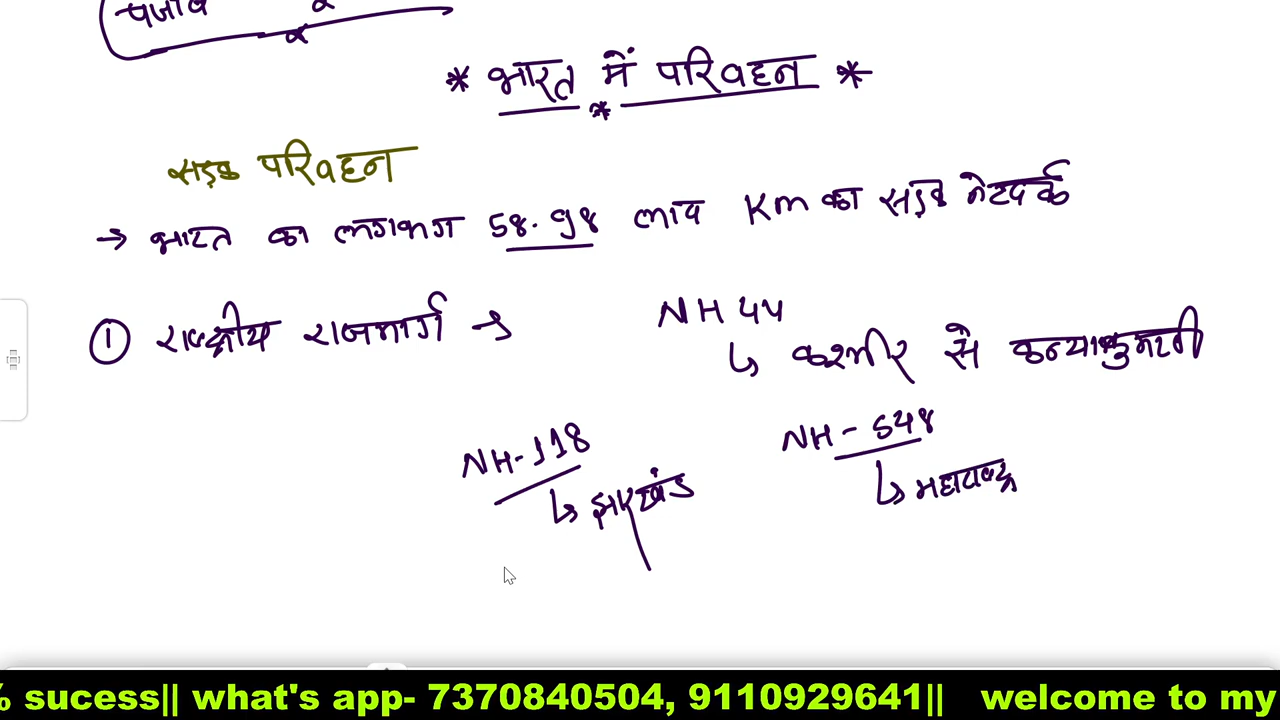 पंजाब
* भारत में परिवहन *
*
सड़क परिवहन
→ भारत का लगभग 58.98 लाख Km का सड़क नेटवर्क
① राष्ट्रीय राजमार्ग →
NH 44
↳ कश्मीर से कन्याकुमारी
NH-118 NH-548
↳ झारखंड ↳ महाराष्ट्र
% sucess|| what's app- 7370840504, 9110929641|| welcome to my